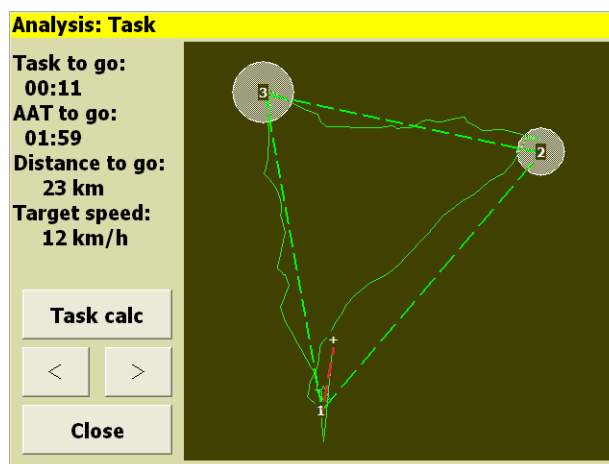 Analysis: Task
Task to go:
00:11
AAT to go:
01:59
Distance to go:
23 km
Target speed:
12 km/h
Task calc
< >
Close
3
2
+
1